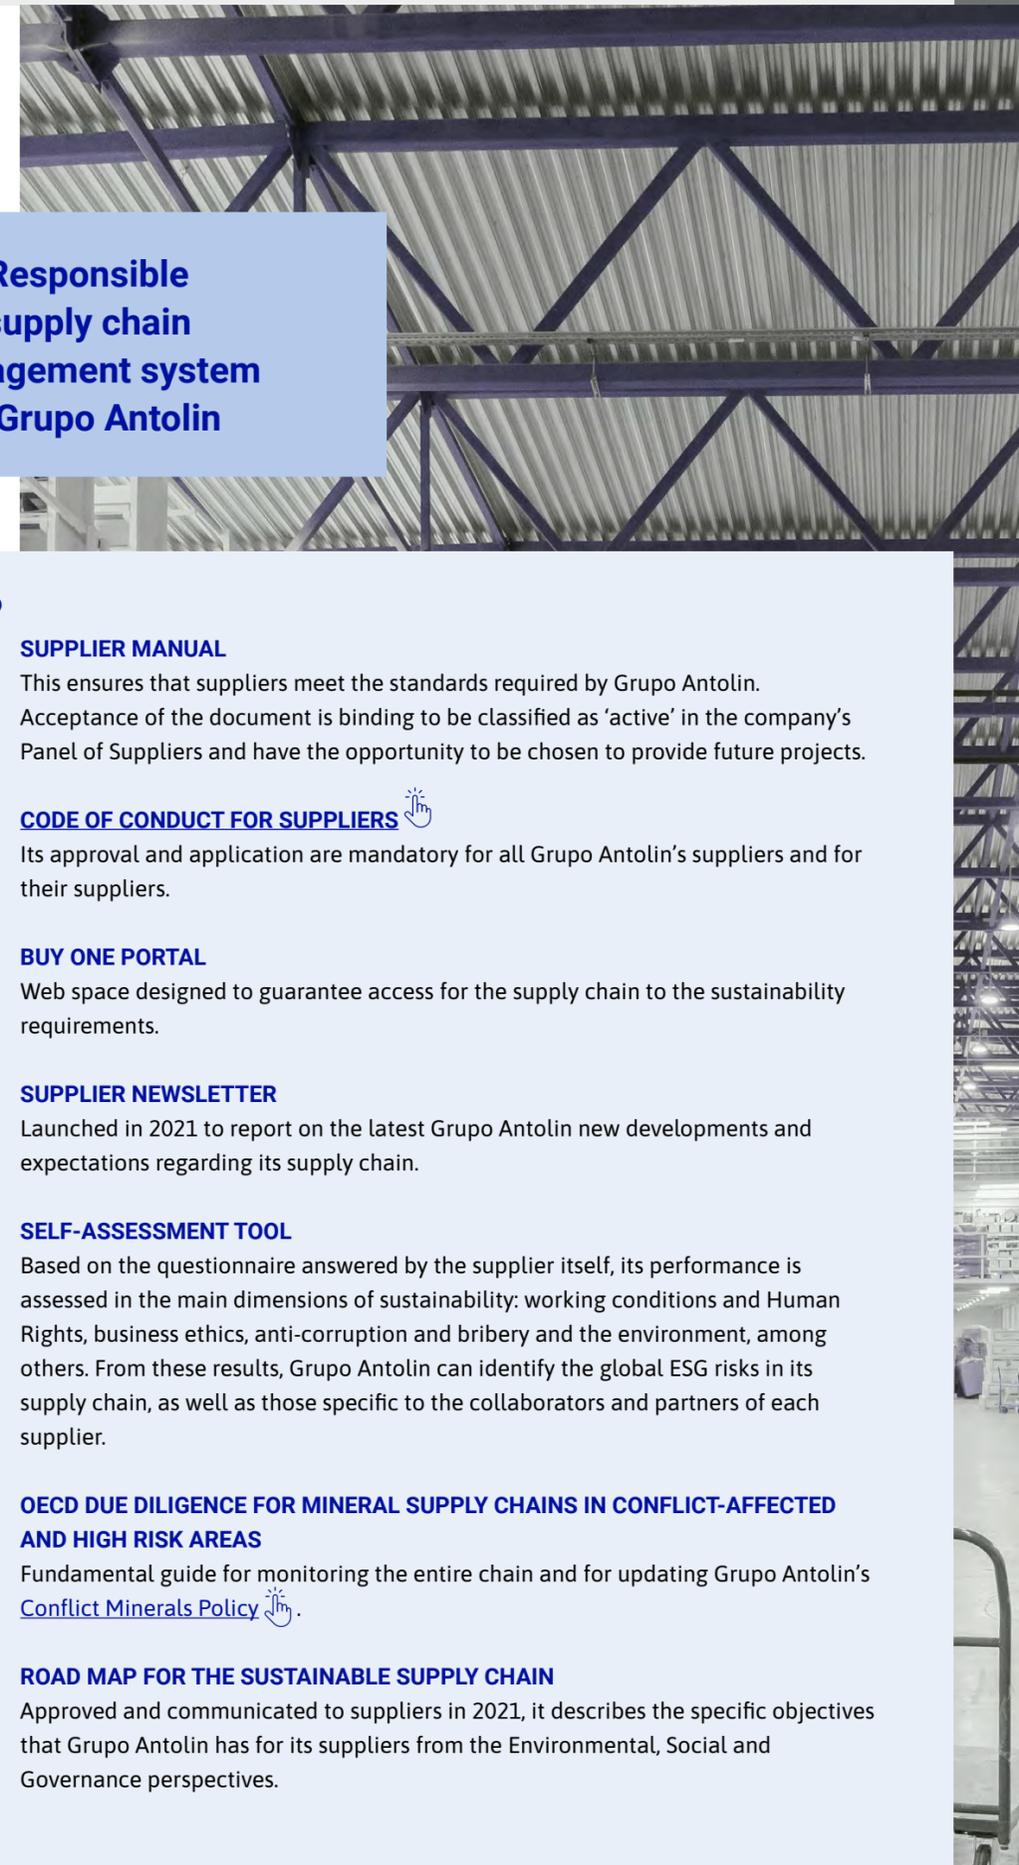 Responsible
supply chain
agement system
Grupo Antolin
SUPPLIER MANUAL
This ensures that suppliers meet the standards required by Grupo Antolin.
Acceptance of the document is binding to be classified as ‘active’ in the company’s
Panel of Suppliers and have the opportunity to be chosen to provide future projects.
CODE OF CONDUCT FOR SUPPLIERS
Its approval and application are mandatory for all Grupo Antolin’s suppliers and for
their suppliers.
BUY ONE PORTAL
Web space designed to guarantee access for the supply chain to the sustainability
requirements.
SUPPLIER NEWSLETTER
Launched in 2021 to report on the latest Grupo Antolin new developments and
expectations regarding its supply chain.
SELF-ASSESSMENT TOOL
Based on the questionnaire answered by the supplier itself, its performance is
assessed in the main dimensions of sustainability: working conditions and Human
Rights, business ethics, anti-corruption and bribery and the environment, among
others. From these results, Grupo Antolin can identify the global ESG risks in its
supply chain, as well as those specific to the collaborators and partners of each
supplier.
OECD DUE DILIGENCE FOR MINERAL SUPPLY CHAINS IN CONFLICT-AFFECTED
AND HIGH RISK AREAS
Fundamental guide for monitoring the entire chain and for updating Grupo Antolin’s
Conflict Minerals Policy .
ROAD MAP FOR THE SUSTAINABLE SUPPLY CHAIN
Approved and communicated to suppliers in 2021, it describes the specific objectives
that Grupo Antolin has for its suppliers from the Environmental, Social and
Governance perspectives.